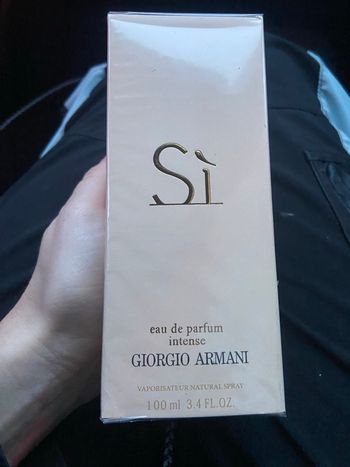 Sì
eau de parfum
intense
GIORGIO ARMANI
VAPORISATEUR NATURAL SPRAY
100 ml 3.4 FL.OZ.